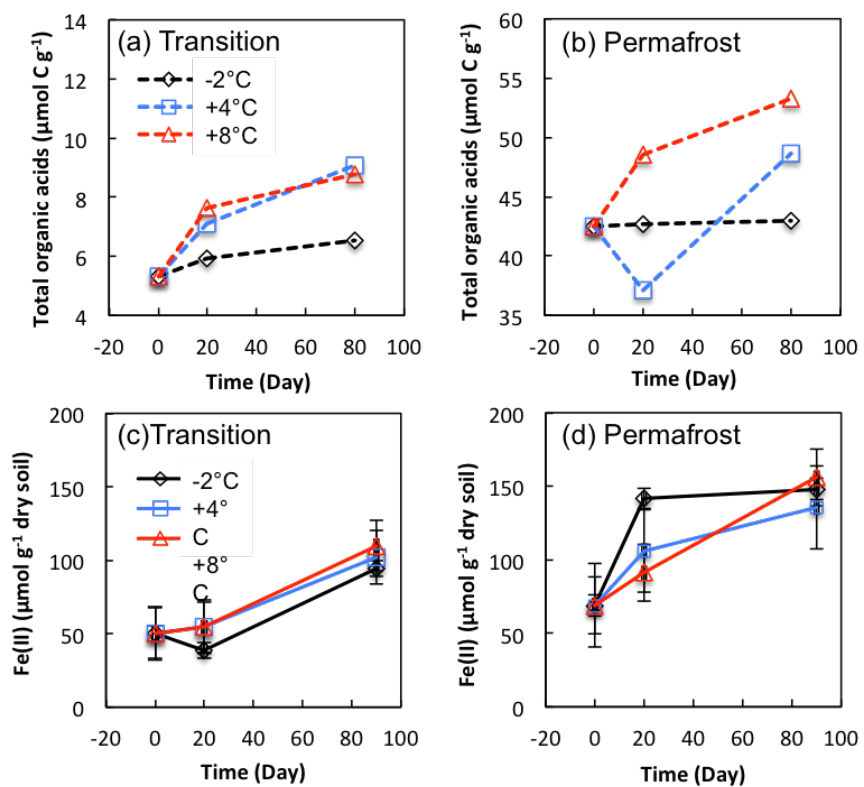 (a) Transition
-2°C
+4°C
+8°C
Total organic acids (µmol C g⁻¹)
14
12
10
8
6
4
-20 0 20 40 60 80 100
Time (Day)
(b) Permafrost
Total organic acids (µmol C g⁻¹)
60
55
50
45
40
35
-20 0 20 40 60 80 100
Time (Day)
(c)Transition
-2°C
+4°
C
+8°
C
Fe(II) (µmol g⁻¹ dry soil)
200
150
100
50
0
-20 0 20 40 60 80 100
Time (Day)
(d) Permafrost
Fe(II) (µmol g⁻¹ dry soil)
200
150
100
50
0
-20 0 20 40 60 80 100
Time (Day)